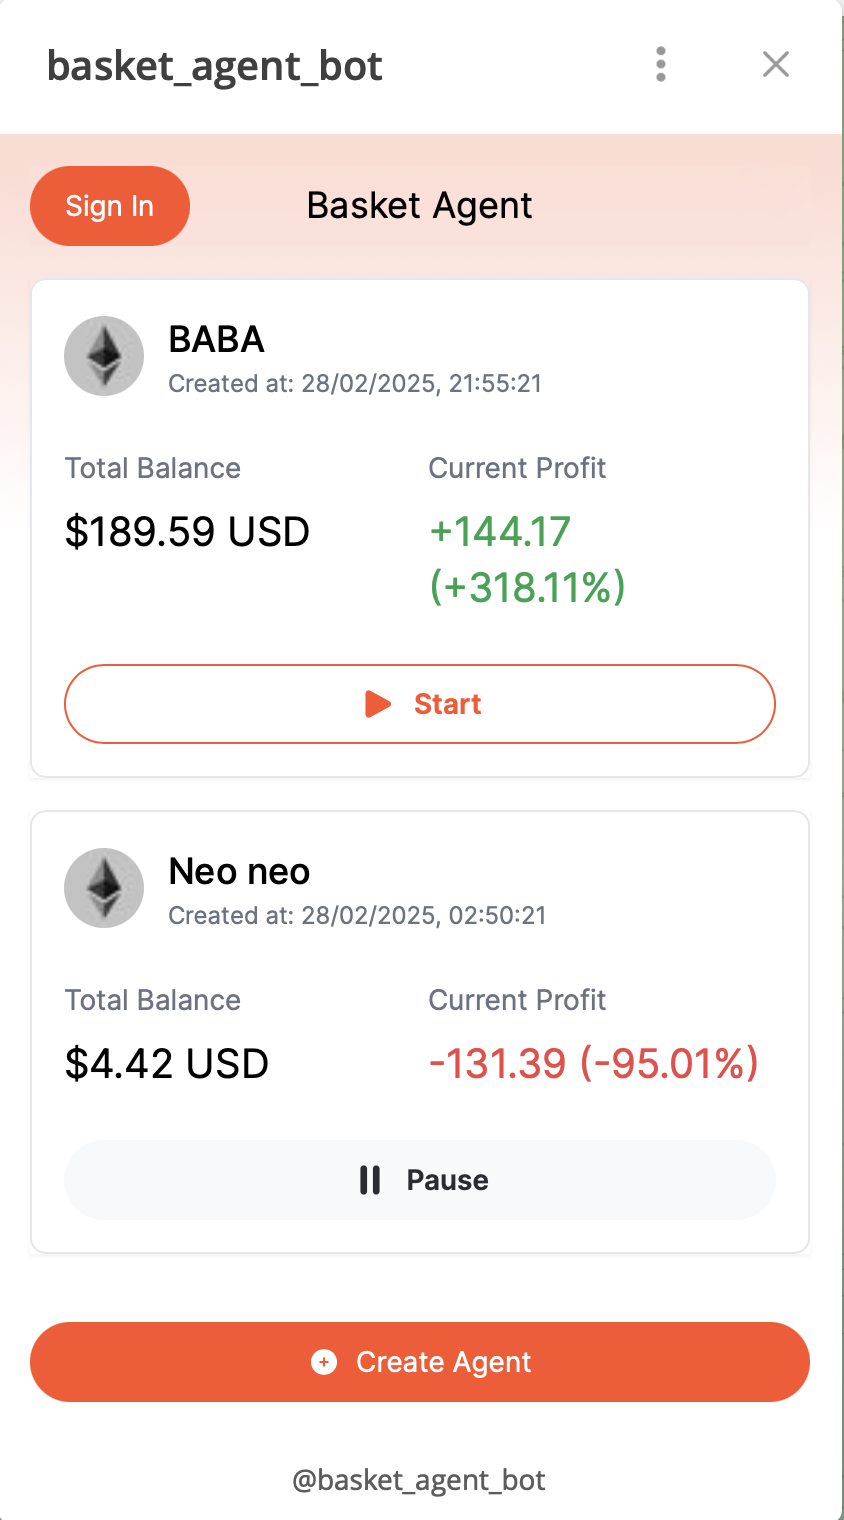 basket_agent_bot
Sign In
Basket Agent
BABA
Created at: 28/02/2025, 21:55:21
Total Balance
Current Profit
$189.59 USD
+144.17
(+318.11%)
Start
Neo neo
Created at: 28/02/2025, 02:50:21
Total Balance
Current Profit
$4.42 USD
-131.39 (-95.01%)
Pause
Create Agent
@basket_agent_bot